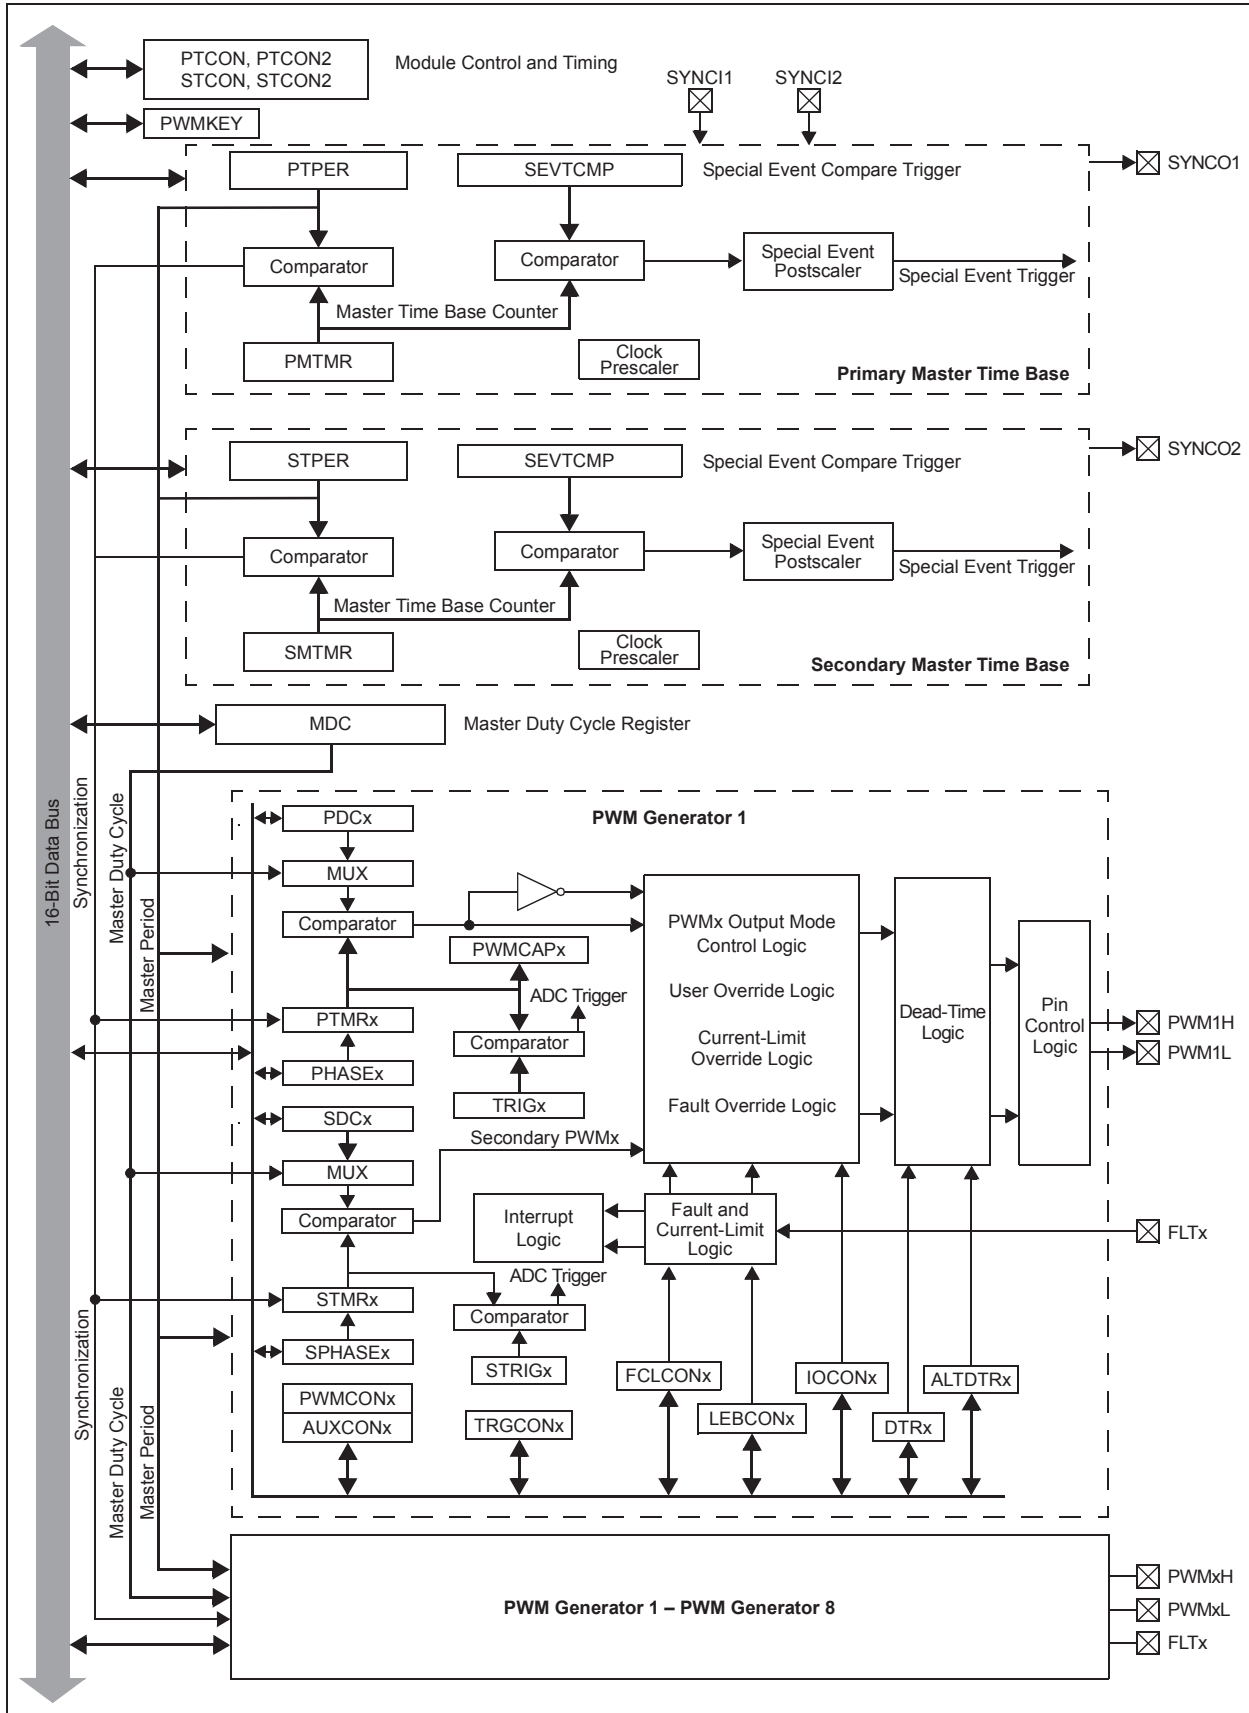 PTCON, PTCON2
STCON, STCON2
Module Control and Timing
SYNCI1
SYNCI2
PWMKEY
PTPER
SEVTCMP
Special Event Compare Trigger
SYNCO1
Comparator
Comparator
Special Event
Postscaler
Special Event Trigger
Master Time Base Counter
PMTMR
Clock
Prescaler
Primary Master Time Base
STPER
SEVTCMP
Special Event Compare Trigger
SYNCO2
Comparator
Comparator
Special Event
Postscaler
Special Event Trigger
Master Time Base Counter
SMTMR
Clock
Prescaler
Secondary Master Time Base
MDC
Master Duty Cycle Register
16-Bit Data Bus
Synchronization
Master Duty Cycle
Master Period
PWM Generator 1
PDCx
MUX
Comparator
PWMCAPx
ADC Trigger
PTMRx
Comparator
PHASEx
TRIGx
SDCx
Secondary PWMx
MUX
Comparator
PWMx Output Mode
Control Logic
User Override Logic
Current-Limit
Override Logic
Fault Override Logic
Dead-Time
Logic
Pin
Control
Logic
PWM1H
PWM1L
Interrupt
Logic
Fault and
Current-Limit
Logic
FLTx
ADC Trigger
STMRx
Comparator
SPHASEx
STRIGx
FCLCONx
IOCONx
ALTDTRx
PWMCONx
AUXCONx
TRGCONx
LEBCONx
DTRx
Synchronization
Master Duty Cycle
Master Period
PWM Generator 1 – PWM Generator 8
PWMxH
PWMxL
FLTx